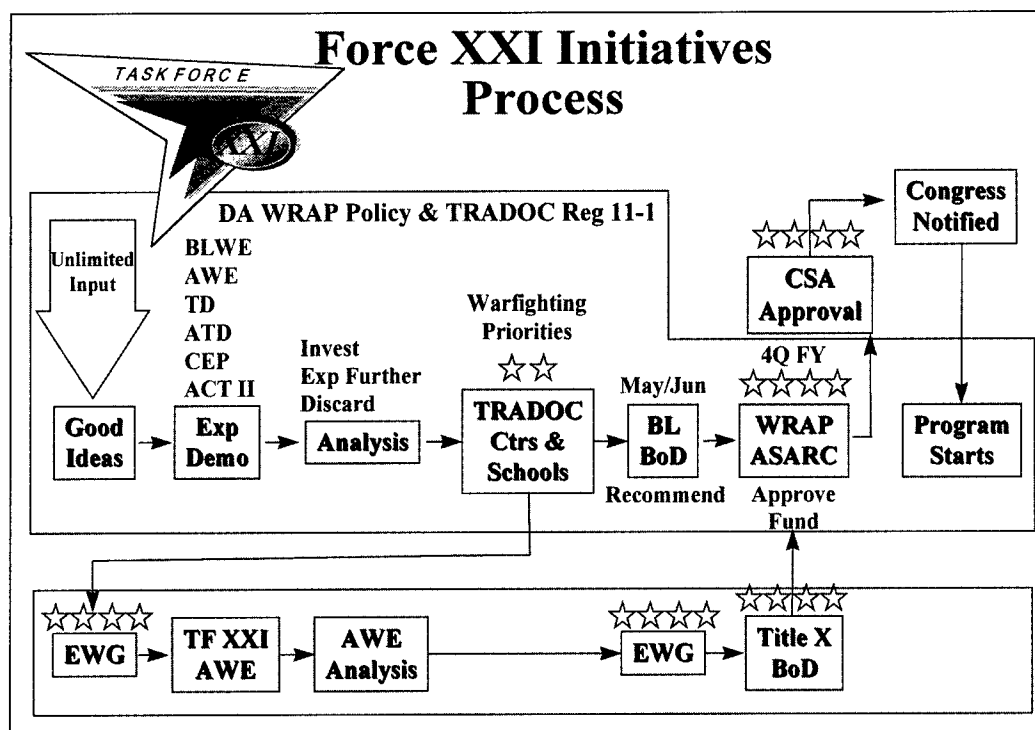 Force XXI Initiatives
Process
TASK FORCE
XXI
DA WRAP Policy & TRADOC Reg 11-1
Unlimited
Input
BLWE
AWE
TD
ATD
CEP
ACT II
Invest
Exp Further
Discard
Warfighting
Priorities
May/Jun
4Q FY
CSA
Approval
Congress
Notified
Good
Ideas
Exp
Demo
Analysis
TRADOC
Ctrs &
Schools
BL
BoD
Recommend
WRAP
ASARC
Approve
Fund
Program
Starts
EWG
TF XXI
AWE
AWE
Analysis
EWG
Title X
BoD